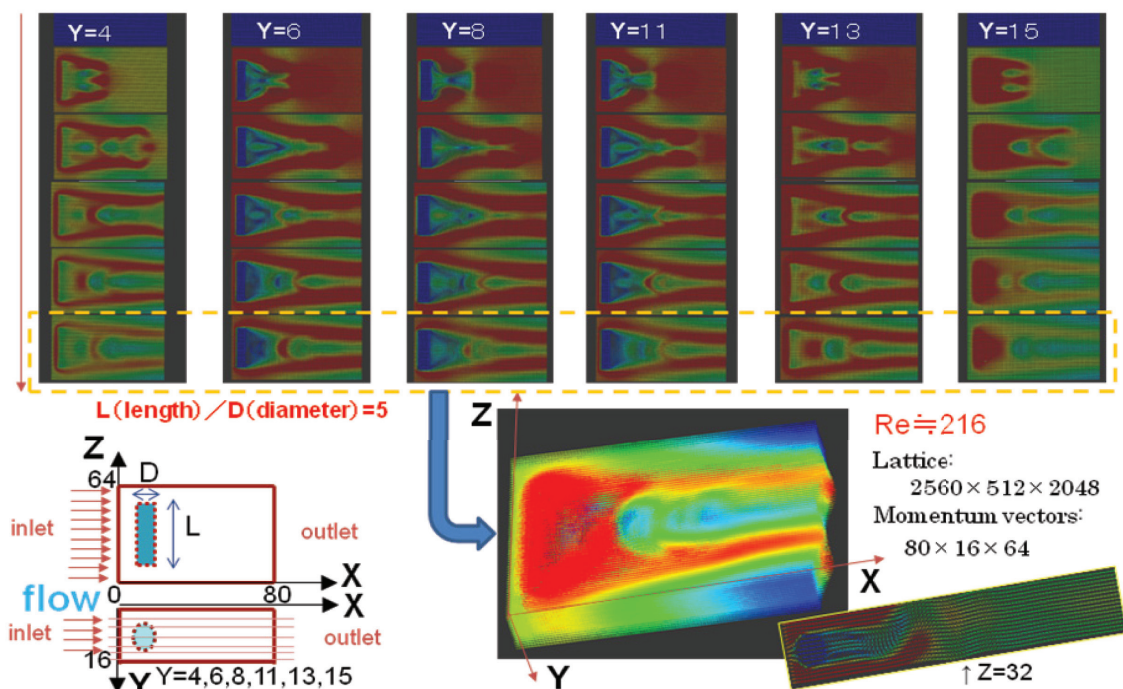 Y=4
Y=6
Y=8
Y=11
Y=13
Y=15
L(length)／D(diameter)=5
Z
64
D
inlet
L
outlet
0
80
X
flow
X
inlet
outlet
16
Y
Y=4,6,8,11,13,15
Z
X
Y
Re≒216
Lattice:
2560×512×2048
Momentum vectors:
80×16×64
↑Z=32